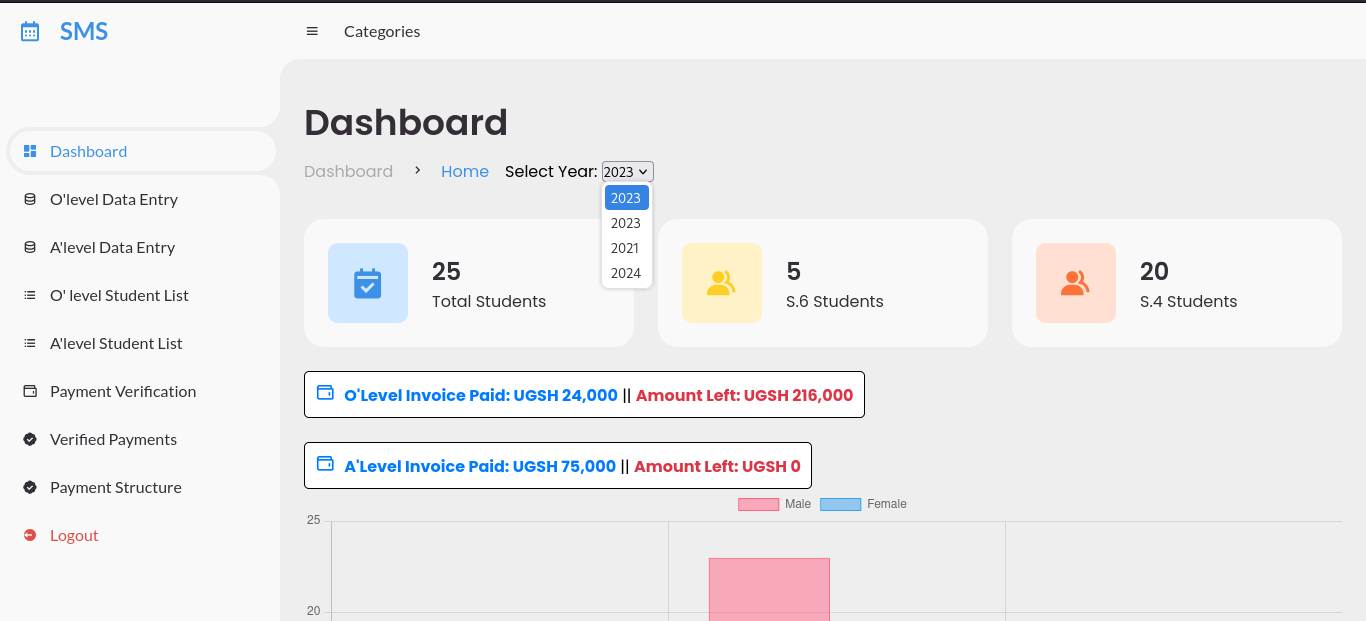 SMS
Categories
Dashboard
O'level Data Entry
A'level Data Entry
O' level Student List
A'level Student List
Payment Verification
Verified Payments
Payment Structure
Logout
Dashboard
Dashboard > Home Select Year: 2023
2023
2023
2021
2024
25
Total Students
5
S.6 Students
20
S.4 Students
O'Level Invoice Paid: UGSH 24,000 || Amount Left: UGSH 216,000
A'Level Invoice Paid: UGSH 75,000 || Amount Left: UGSH 0
Male Female
25
20